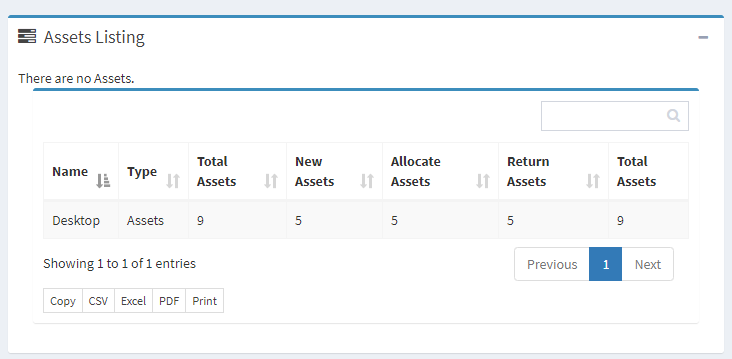 Assets Listing
There are no Assets.
Name Type Total Assets New Assets Allocate Assets Return Assets Total Assets
Desktop Assets 9 5 5 5 9
Showing 1 to 1 of 1 entries
Previous 1 Next
Copy CSV Excel PDF Print